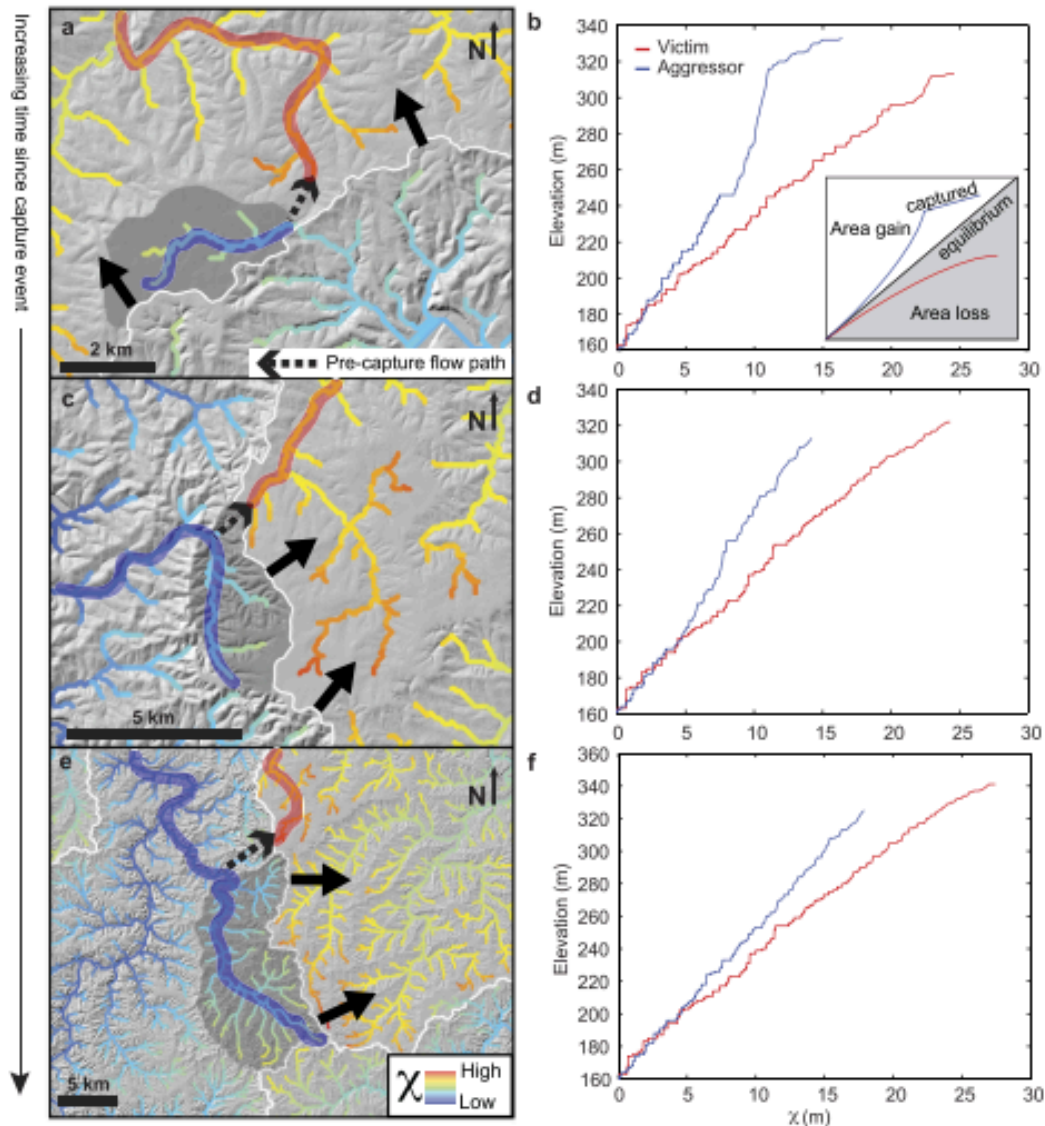 Increasing time since capture event
a
N
2 km
Pre-capture flow path
b
Victim
Aggressor
340
320
300
280
260
240
220
200
180
160
Elevation (m)
0 5 10 15 20 25 30
captured
Area gain
equilibrium
Area loss
c
N
5 km
d
340
320
300
280
260
240
220
200
180
160
Elevation (m)
0 5 10 15 20 25 30
e
N
5 km
χ High
Low
f
360
340
320
300
280
260
240
220
200
180
160
Elevation (m)
0 5 10 15 20 25 30
χ (m)